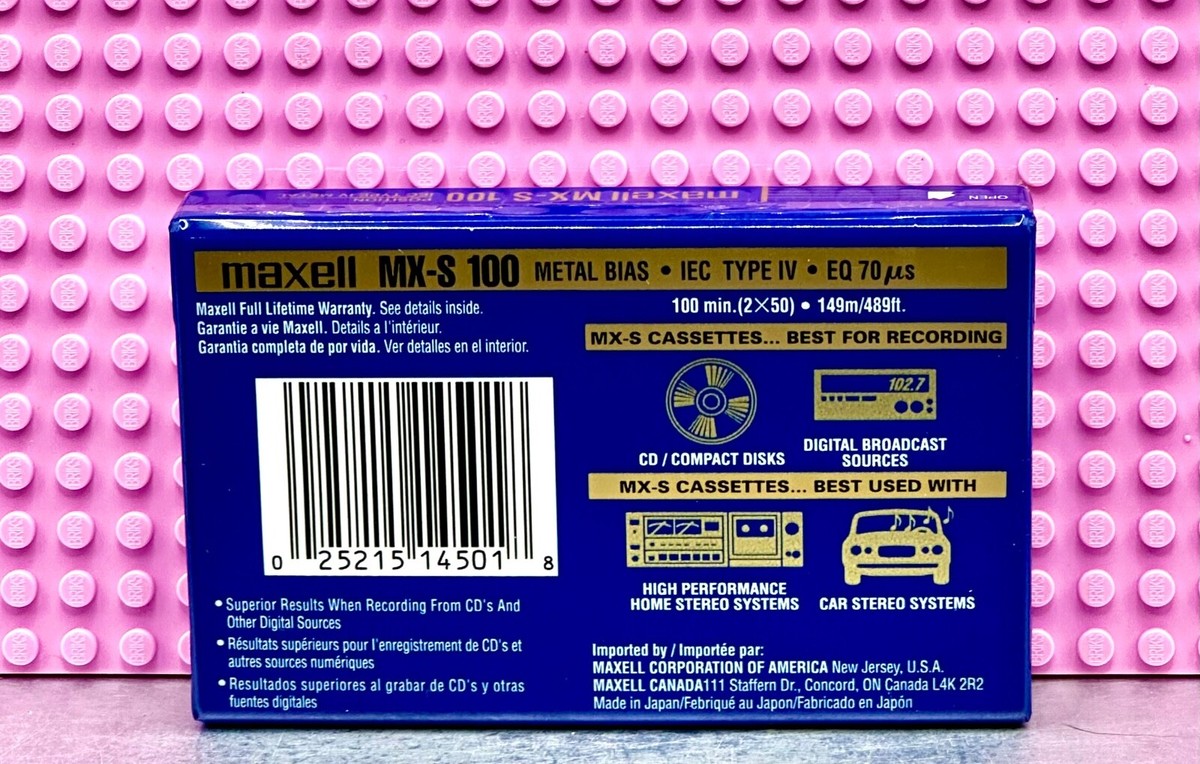 OPEN
maxell MX-S 100
maxell MX-S 100 METAL BIAS • IEC TYPE IV • EQ 70 µs
Maxell Full Lifetime Warranty. See details inside.
Garantie a vie Maxell. Details a l'intérieur.
Garantia completa de por vida. Ver detalles en el interior.
0 25215 14501 8
• Superior Results When Recording From CD's And
Other Digital Sources
• Résultats supérieurs pour l'enregistrement de CD's et
autres sources numériques
• Resultados superiores al grabar de CD's y otras
fuentes digitales
100 min.(2×50) • 149m/489ft.
MX-S CASSETTES... BEST FOR RECORDING
102.7
CD / COMPACT DISKS
DIGITAL BROADCAST
SOURCES
MX-S CASSETTES... BEST USED WITH
HIGH PERFORMANCE
HOME STEREO SYSTEMS
CAR STEREO SYSTEMS
Imported by / Importée par:
MAXELL CORPORATION OF AMERICA New Jersey, U.S.A.
MAXELL CANADA111 Staffern Dr., Concord, ON Canada L4K 2R2
Made in Japan/Febriqué au Japon/Fabricado en Japón